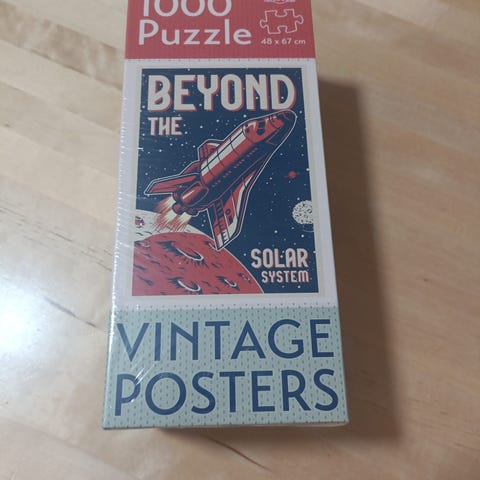 1000
Puzzle
48 x 67 cm
BEYOND
THE
SOLAR
SYSTEM
VINTAGE
POSTERS